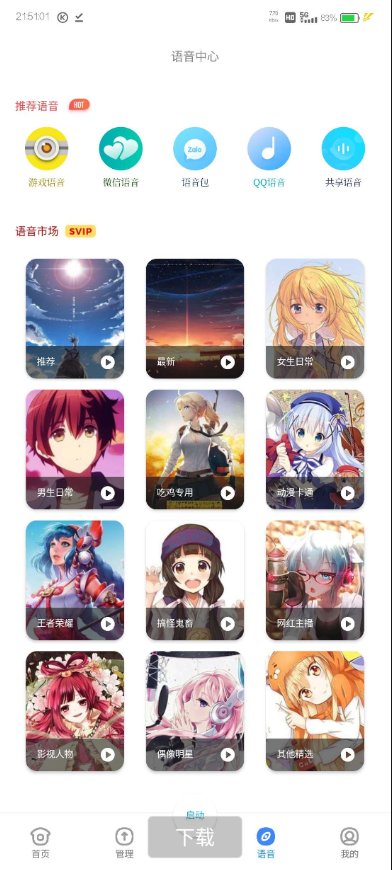 21:51:01
HD 5G 83%
语音中心
推荐语音 HOT
游戏语音 微信语音 Zalo 语音包 QQ语音 共享语音
语音市场 SVIP
推荐 最新 女生日常
男生日常 吃鸡专用 动漫卡通
王者荣耀 搞怪鬼畜 网红主播
影视人物 偶像明星 其他精选
启动
下载
首页 管理 语音 我的